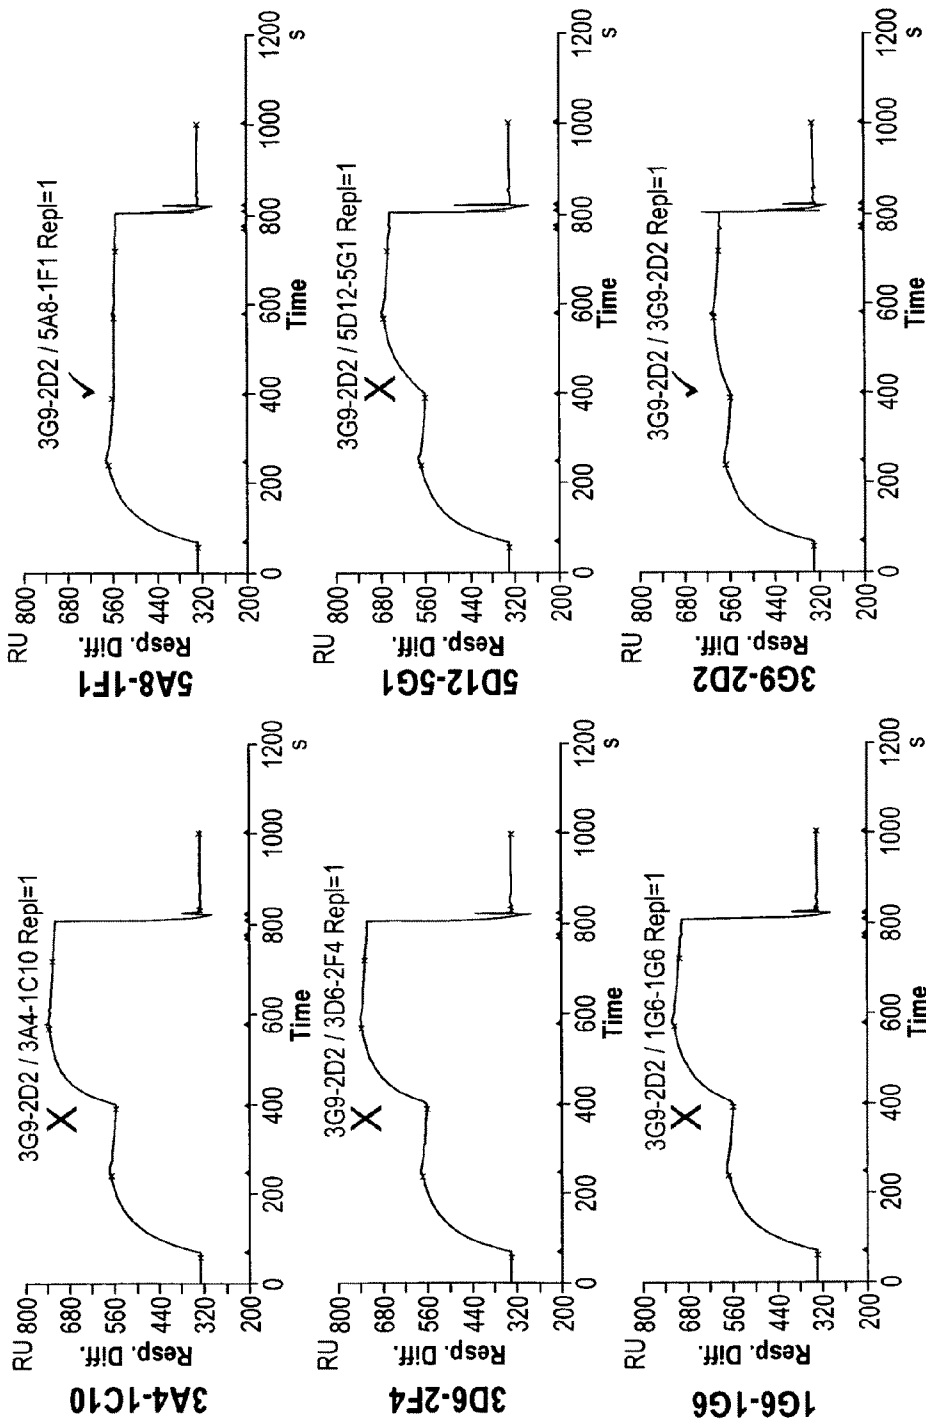 3A4-1C10
Resp. Diff.
RU
800
680
560
440
320
200
3G9-2D2 / 3A4-1C10 Repl=1
X
0 200 400 600 800 1000 1200
Time s
5A8-1F1
Resp. Diff.
RU
800
680
560
440
320
200
3G9-2D2 / 5A8-1F1 Repl=1
✓
0 200 400 600 800 1000 1200
Time s
3D6-2F4
Resp. Diff.
RU
800
680
560
440
320
200
3G9-2D2 / 3D6-2F4 Repl=1
X
0 200 400 600 800 1000 1200
Time s
5D12-5G1
Resp. Diff.
RU
800
680
560
440
320
200
3G9-2D2 / 5D12-5G1 Repl=1
X
0 200 400 600 800 1000 1200
Time s
1G6-1G6
Resp. Diff.
RU
800
680
560
440
320
200
3G9-2D2 / 1G6-1G6 Repl=1
X
0 200 400 600 800 1000 1200
Time s
3G9-2D2
Resp. Diff.
RU
800
680
560
440
320
200
3G9-2D2 / 3G9-2D2 Repl=1
✓
0 200 400 600 800 1000 1200
Time s